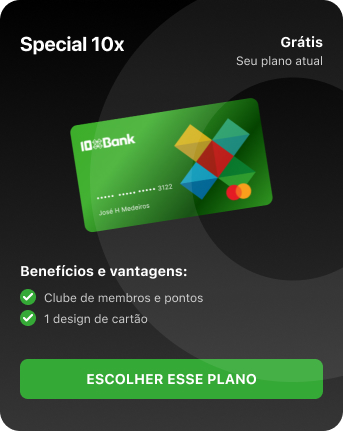 Special 10x
Grátis
Seu plano atual
10Bank
••••• ••••• ••••• 3122
José H Medeiros
Benefícios e vantagens:
Clube de membros e pontos
1 design de cartão
ESCOLHER ESSE PLANO